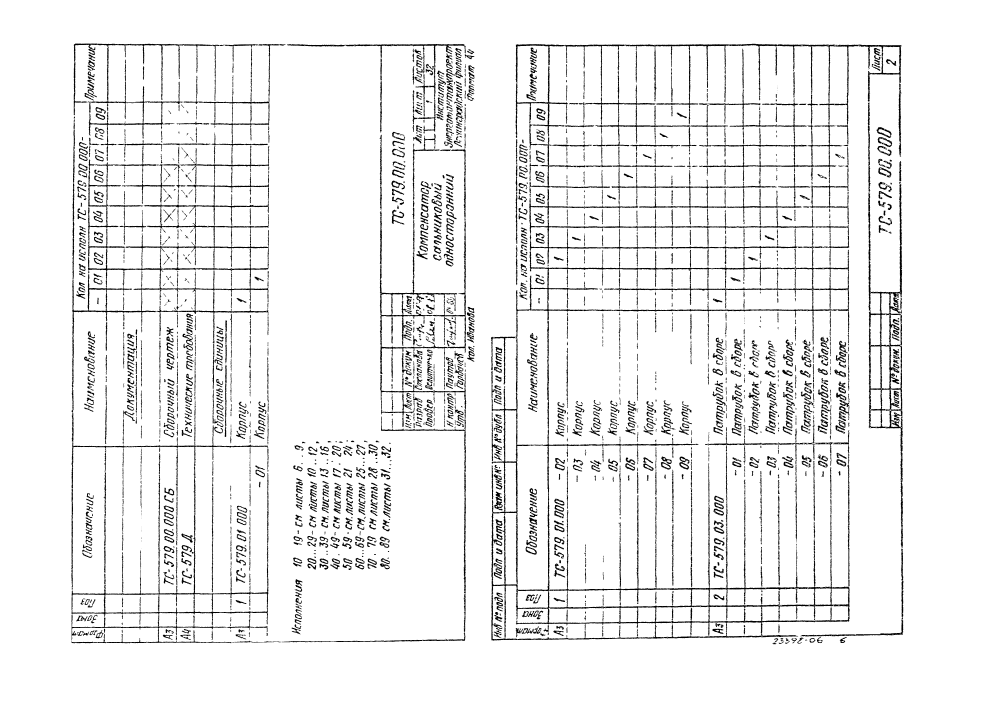 Формат Зона Поз Обозначение Наименование Кол. на исполн ТС-579.00.000- Примечание
- 01 02 03 04 05 06 07 08 09
Документация
А3 ТС-579.00.000 СБ Сборочный чертеж
А4 ТС-579 Д Технические требования
Сборочные единицы
А3 1 ТС-579.01 000 Корпус 1
- 01 Корпус 1
Исполнения 10 19 - см листы 6 .. 9,
20...29 - см листы 10 .. 12,
30...39 - см.листы 13 .. 16,
40 .. 49 - см листы 17 .. 20,
50 .. 59 - см.листы 21 .. 24,
60...69 - см.листы 25...27,
70 .. 79 см листы 28 .. 30,
80..89 см.листы 31...32.
ТС-579.00.000
Изм Лист № докум Подп. Дата
Разраб Степанова
Провер.
Н контр
Утв.
Компенсатор
сальниковый
односторонний
Лит Лист Листов
1 32
Институт
Энергомонтажпроект
Ленинградский филиал
Кол. Иванова
Формат А4
Инв № подл Подп и дата Взам инв № Инв № дубл Подп и дата
Формат Зона Поз Обозначение Наименование Кол. на исполн ТС-579.00.000- Примечание
- 01 02 03 04 05 06 07 08 09
А3 1 ТС-579.01.000 - 02 Корпус 1
- 03 Корпус 1
- 04 Корпус 1
- 05 Корпус 1
- 06 Корпус 1
- 07 Корпус 1
- 08 Корпус 1
- 09 Корпус 1
А3 2 ТС-579.03.000 Патрубок в сборе 1
- 01 Патрубок в сборе 1
- 02 Патрубок в сборе 1
- 03 Патрубок в сборе 1
- 04 Патрубок в сборе 1
- 05 Патрубок в сборе 1
- 06 Патрубок в сборе 1
- 07 Патрубок в сборе 1
Изм Лист № докум. Подп. Дата
ТС-579.00.000
Лист
2
23398-06 6